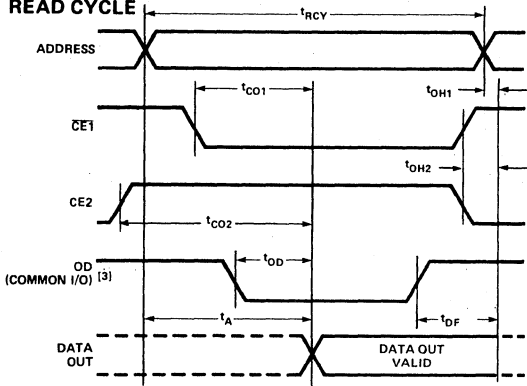 READ CYCLE
tRCY
ADDRESS
tCO1
tOH1
CE1
tOH2
CE2
tCO2
OD
(COMMON I/O) [3]
tOD
tA
tDF
DATA
OUT
DATA OUT
VALID